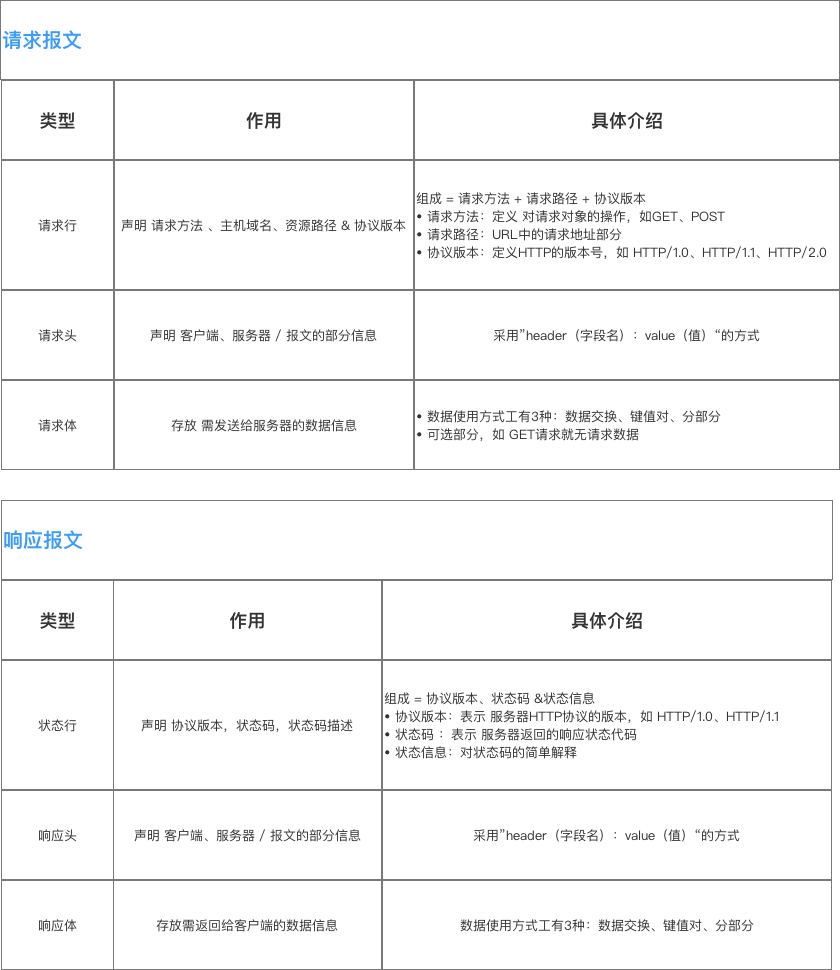 请求报文
类型
作用
具体介绍
请求行
声明 请求方法 、主机域名、资源路径 & 协议版本
组成 = 请求方法 + 请求路径 + 协议版本
• 请求方法：定义 对请求对象的操作，如GET、POST
• 请求路径：URL中的请求地址部分
• 协议版本：定义HTTP的版本号，如 HTTP/1.0、HTTP/1.1、HTTP/2.0
请求头
声明 客户端、服务器 / 报文的部分信息
采用”header（字段名）：value（值）“的方式
请求体
存放 需发送给服务器的数据信息
• 数据使用方式工有3种：数据交换、键值对、分部分
• 可选部分，如 GET请求就无请求数据
响应报文
类型
作用
具体介绍
状态行
声明 协议版本，状态码，状态码描述
组成 = 协议版本、状态码 &状态信息
• 协议版本：表示 服务器HTTP协议的版本，如 HTTP/1.0、HTTP/1.1
• 状态码 ：表示 服务器返回的响应状态代码
• 状态信息：对状态码的简单解释
响应头
声明 客户端、服务器 / 报文的部分信息
采用”header（字段名）：value（值）“的方式
响应体
存放需返回给客户端的数据信息
数据使用方式工有3种：数据交换、键值对、分部分